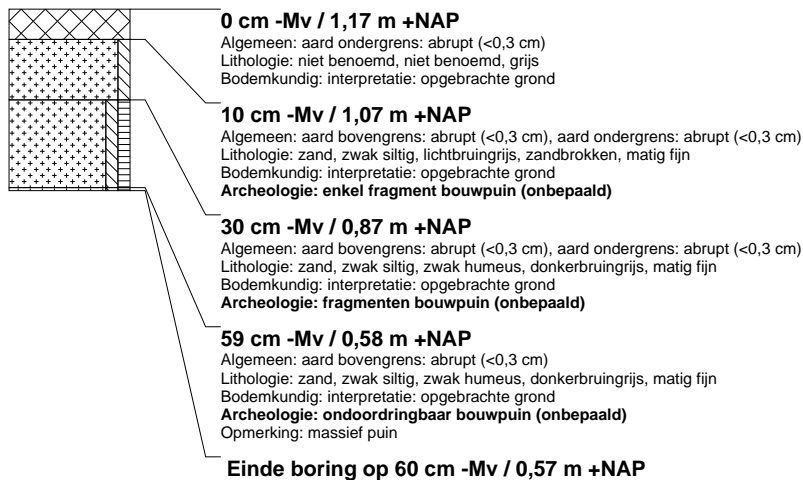 0 cm -Mv / 1,17 m +NAP
Algemeen: aard ondergrens: abrupt (<0,3 cm)
Lithologie: niet benoemd, niet benoemd, grijs
Bodemkundig: interpretatie: opgebrachte grond
10 cm -Mv / 1,07 m +NAP
Algemeen: aard bovengrens: abrupt (<0,3 cm), aard ondergrens: abrupt (<0,3 cm)
Lithologie: zand, zwak siltig, lichtbruingrijs, zandbrokken, matig fijn
Bodemkundig: interpretatie: opgebrachte grond
Archeologie: enkel fragment bouwpuin (onbepaald)
30 cm -Mv / 0,87 m +NAP
Algemeen: aard bovengrens: abrupt (<0,3 cm), aard ondergrens: abrupt (<0,3 cm)
Lithologie: zand, zwak siltig, zwak humeus, donkerbruingrijs, matig fijn
Bodemkundig: interpretatie: opgebrachte grond
Archeologie: fragmenten bouwpuin (onbepaald)
59 cm -Mv / 0,58 m +NAP
Algemeen: aard bovengrens: abrupt (<0,3 cm)
Lithologie: zand, zwak siltig, zwak humeus, donkerbruingrijs, matig fijn
Bodemkundig: interpretatie: opgebrachte grond
Archeologie: ondoordringbaar bouwpuin (onbepaald)
Opmerking: massief puin
Einde boring op 60 cm -Mv / 0,57 m +NAP